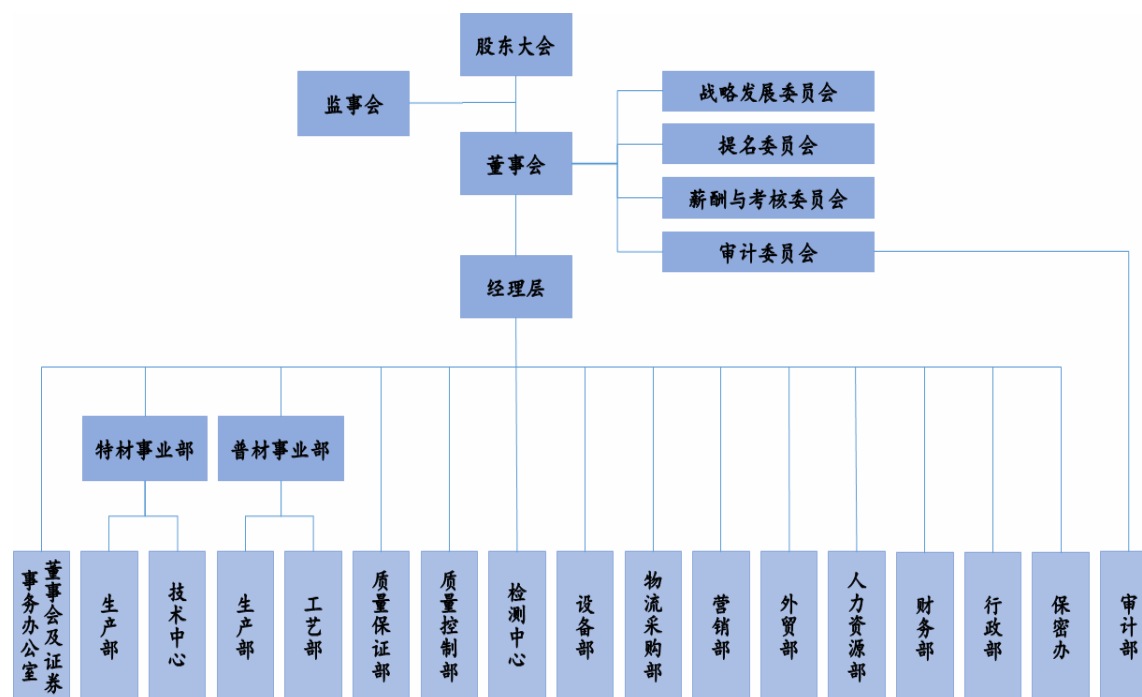 股东大会
监事会
董事会
战略发展委员会
提名委员会
薪酬与考核委员会
审计委员会
经理层
特材事业部
普材事业部
董事会及证券
事务办公室
生产部
技术中心
生产部
工艺部
质量保证部
质量控制部
检测中心
设备部
物流采购部
营销部
外贸部
人力资源部
财务部
行政部
保密办
审计部